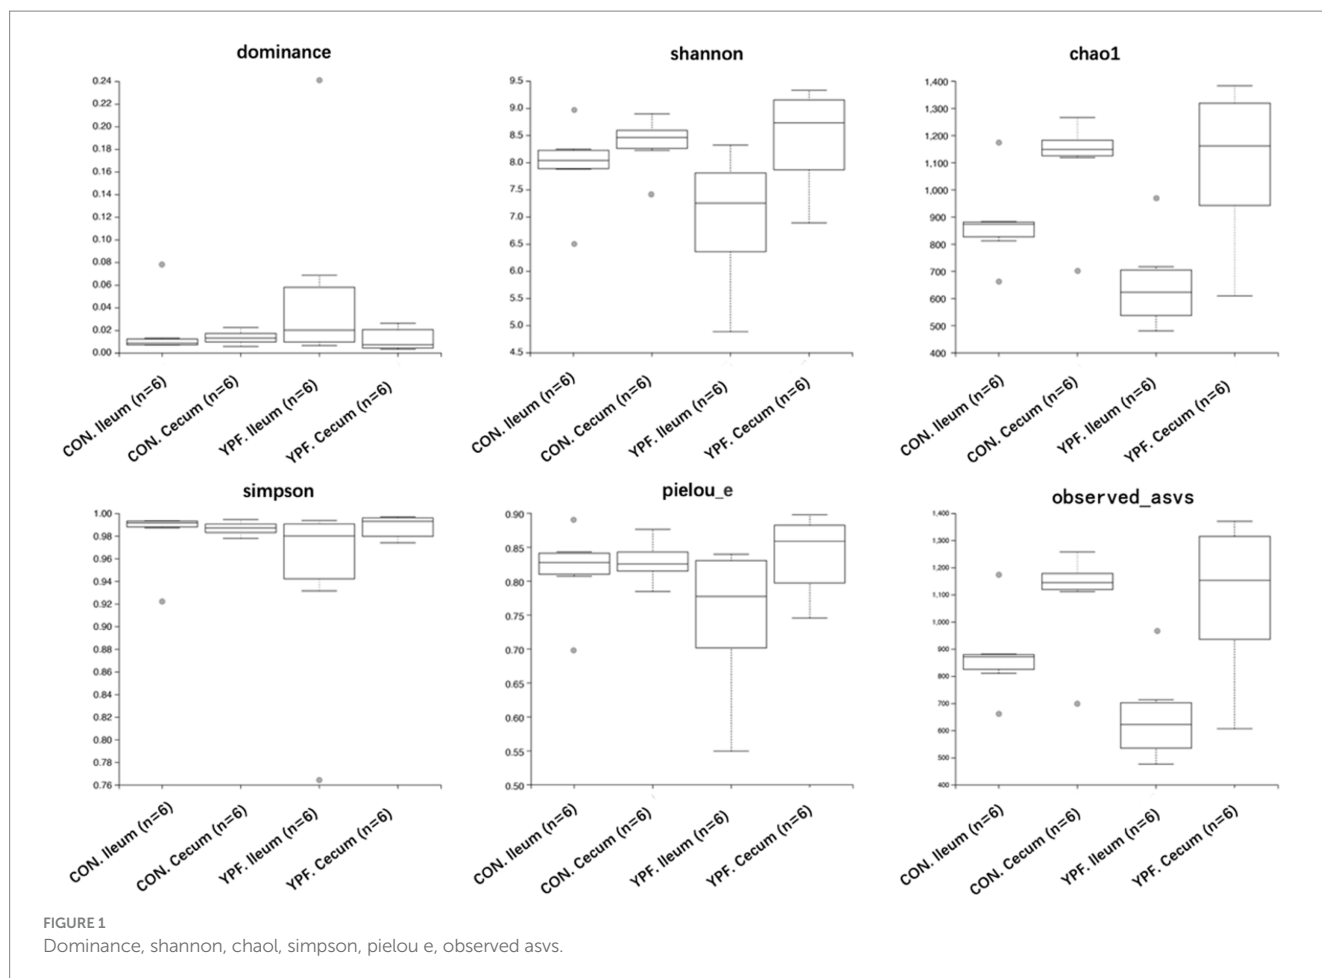 dominance
0.24
0.22
0.20
0.18
0.16
0.14
0.12
0.10
0.08
0.06
0.04
0.02
0.00
CON. Ileum (n=6)
CON. Cecum (n=6)
YPF. Ileum (n=6)
YPF. Cecum (n=6)
shannon
9.5
9.0
8.5
8.0
7.5
7.0
6.5
6.0
5.5
5.0
4.5
CON. Ileum (n=6)
CON. Cecum (n=6)
YPF. Ileum (n=6)
YPF. Cecum (n=6)
chao1
1,400
1,300
1,200
1,100
1,000
900
800
700
600
500
400
CON. Ileum (n=6)
CON. Cecum (n=6)
YPF. Ileum (n=6)
YPF. Cecum (n=6)
simpson
1.00
0.98
0.96
0.94
0.92
0.90
0.88
0.86
0.84
0.82
0.80
0.78
0.76
CON. Ileum (n=6)
CON. Cecum (n=6)
YPF. Ileum (n=6)
YPF. Cecum (n=6)
pielou_e
0.90
0.85
0.80
0.75
0.70
0.65
0.60
0.55
0.50
CON. Ileum (n=6)
CON. Cecum (n=6)
YPF. Ileum (n=6)
YPF. Cecum (n=6)
observed_asvs
1,400
1,300
1,200
1,100
1,000
900
800
700
600
500
400
CON. Ileum (n=6)
CON. Cecum (n=6)
YPF. Ileum (n=6)
YPF. Cecum (n=6)
FIGURE 1
Dominance, shannon, chaol, simpson, pielou e, observed asvs.